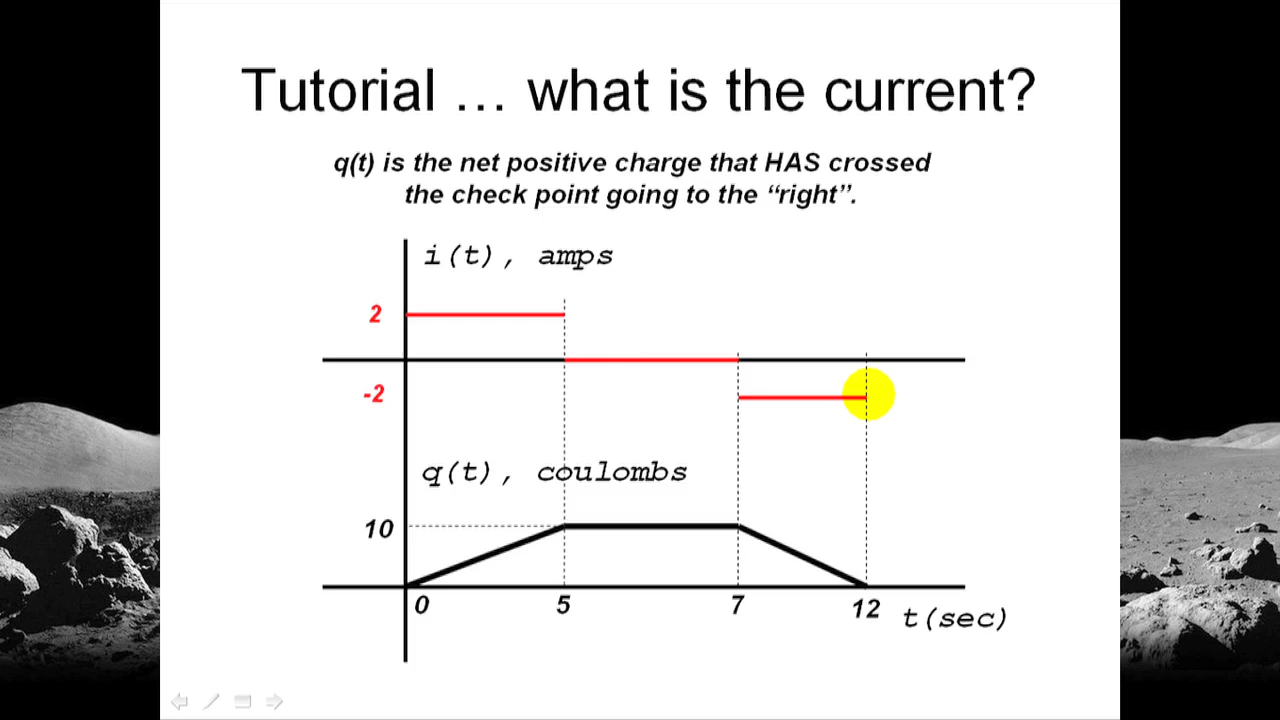 Tutorial … what is the current?
q(t) is the net positive charge that HAS crossed
the check point going to the “right”.
i(t), amps
2
-2
q(t), coulombs
10
0 5 7 12 t(sec)